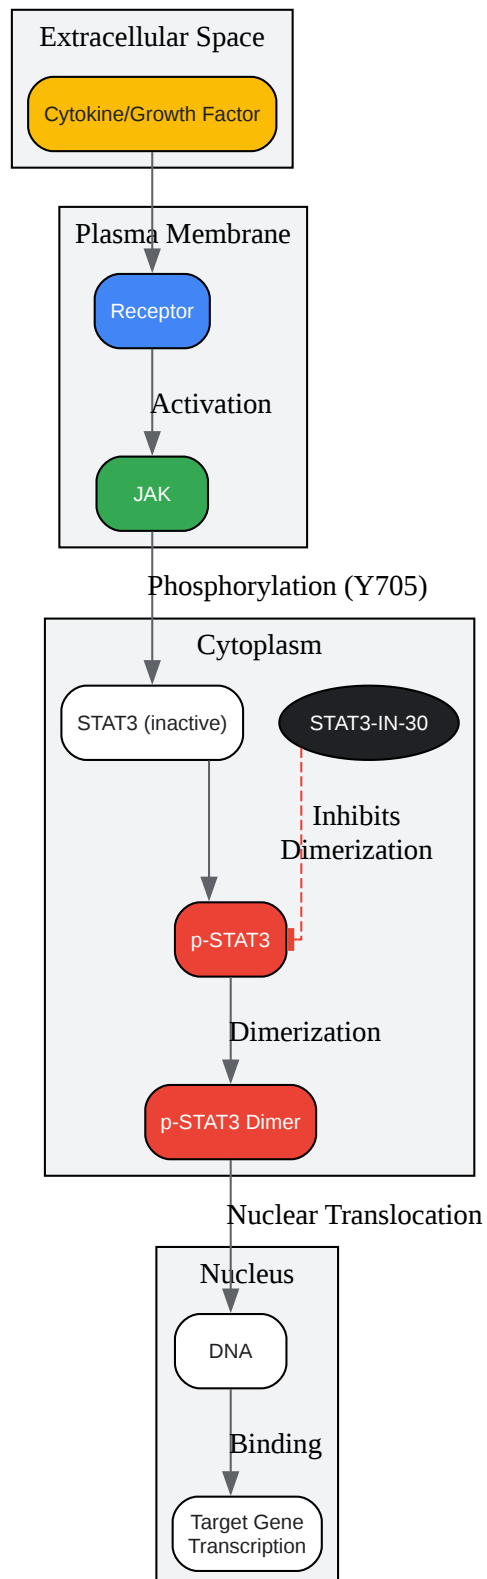 Extracellular Space
Cytokine/Growth Factor
Plasma Membrane
Receptor
Activation
JAK
Phosphorylation (Y705)
Cytoplasm
STAT3 (inactive)
STAT3-IN-30
Inhibits
Dimerization
p-STAT3
Dimerization
p-STAT3 Dimer
Nuclear Translocation
Nucleus
DNA
Binding
Target Gene
Transcription